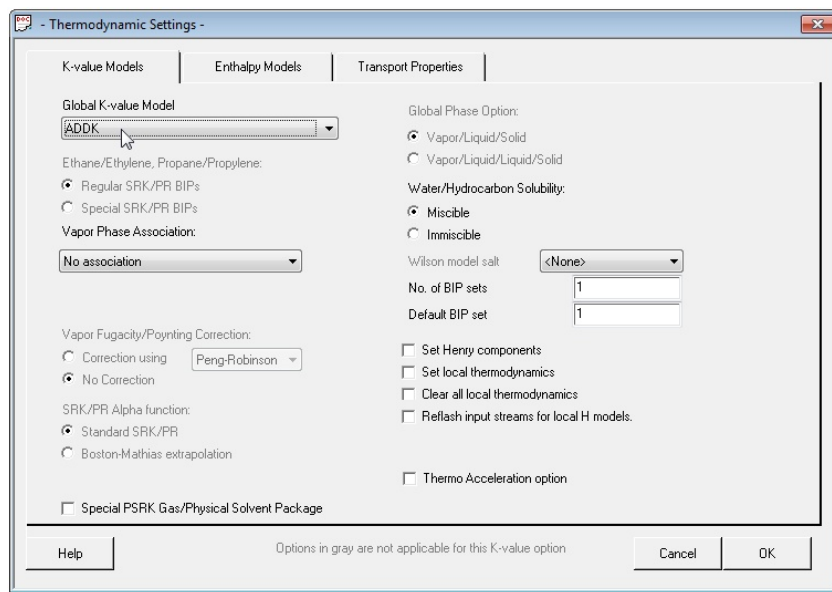 - Thermodynamic Settings -
K-value Models
Enthalpy Models
Transport Properties
Global K-value Model
ADDK
Ethane/Ethylene, Propane/Propylene:
Regular SRK/PR BIPs
Special SRK/PR BIPs
Vapor Phase Association:
No association
Vapor Fugacity/Poynting Correction:
Correction using
Peng-Robinson
No Correction
SRK/PR Alpha function:
Standard SRK/PR
Boston-Mathias extrapolation
Special PSRK Gas/Physical Solvent Package
Global Phase Option:
Vapor/Liquid/Solid
Vapor/Liquid/Liquid/Solid
Water/Hydrocarbon Solubility:
Miscible
Immiscible
Wilson model salt
<None>
No. of BIP sets
1
Default BIP set
1
Set Henry components
Set local thermodynamics
Clear all local thermodynamics
Reflash input streams for local H models.
Thermo Acceleration option
Help
Options in gray are not applicable for this K-value option
Cancel
OK